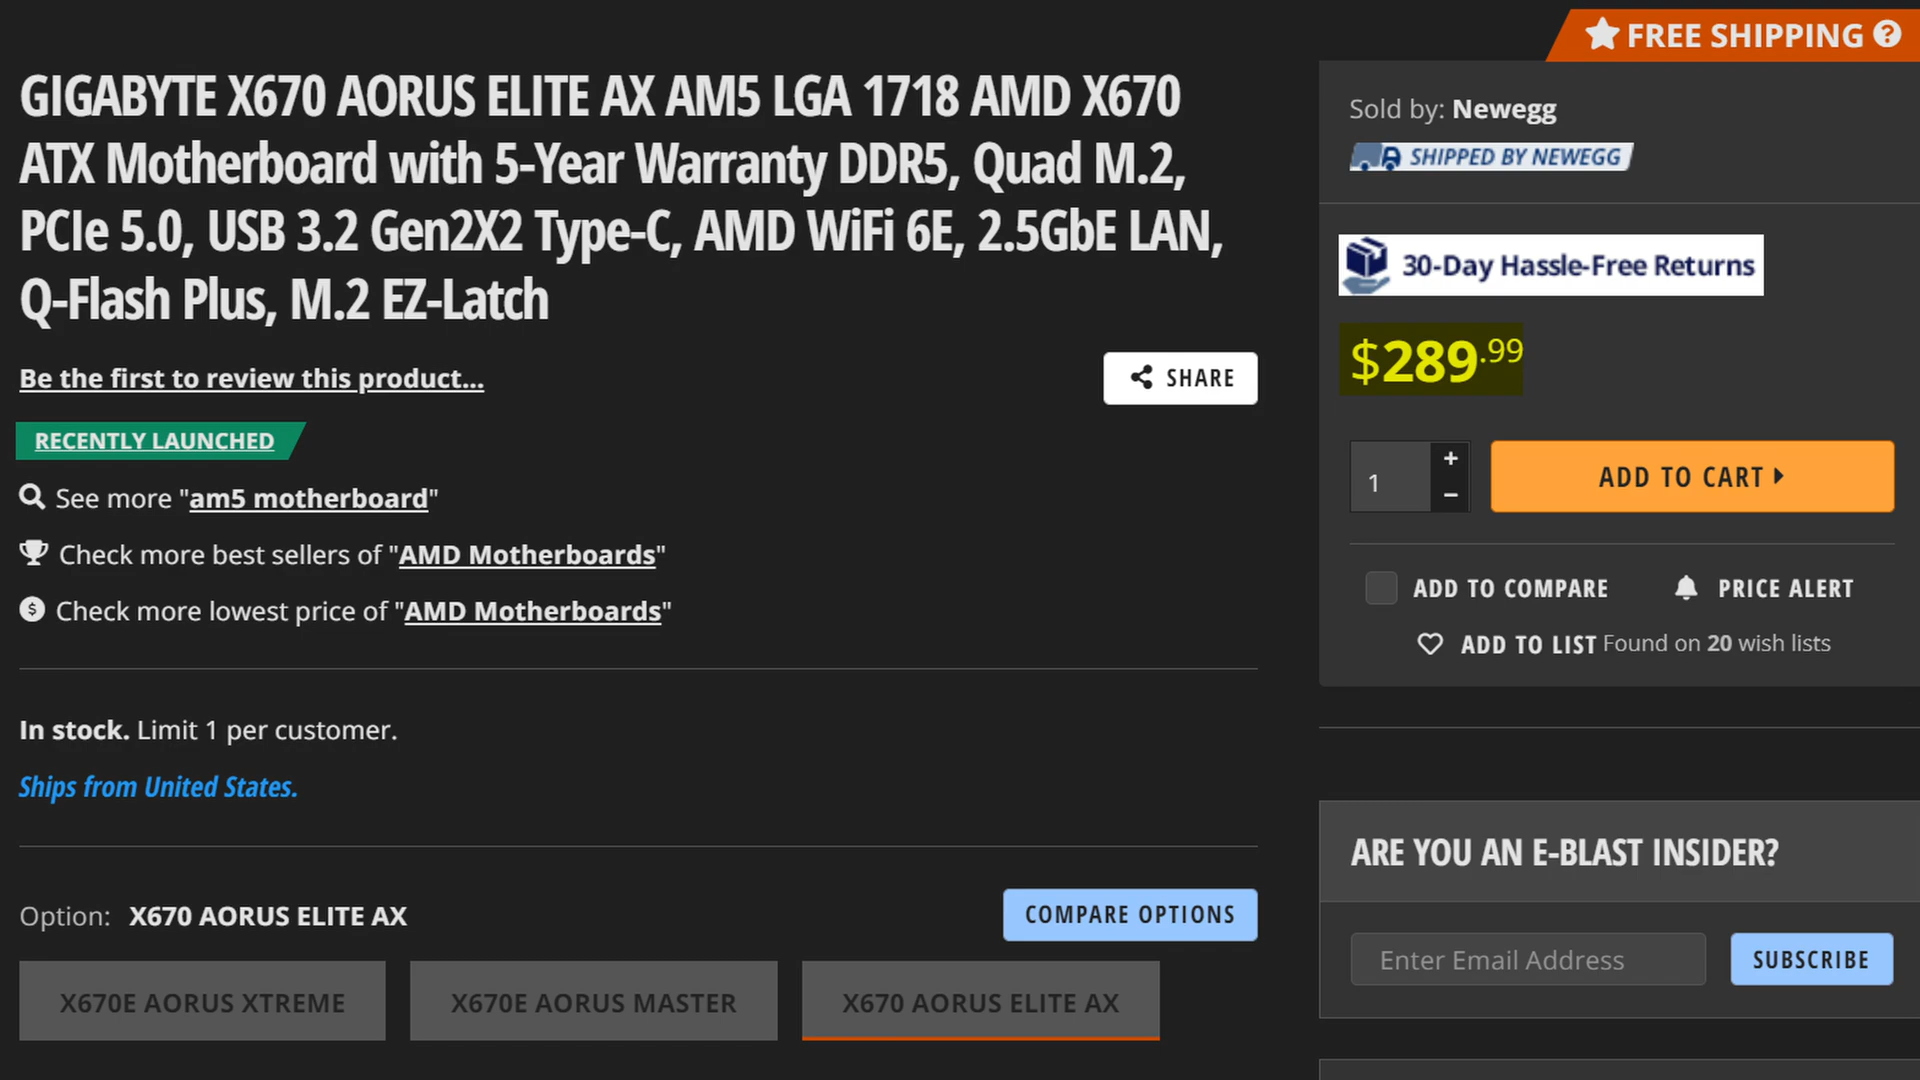 FREE SHIPPING
GIGABYTE X670 AORUS ELITE AX AM5 LGA 1718 AMD X670
ATX Motherboard with 5-Year Warranty DDR5, Quad M.2,
PCIe 5.0, USB 3.2 Gen2X2 Type-C, AMD WiFi 6E, 2.5GbE LAN,
Q-Flash Plus, M.2 EZ-Latch
Be the first to review this product...
SHARE
RECENTLY LAUNCHED
See more "am5 motherboard"
Check more best sellers of "AMD Motherboards"
Check more lowest price of "AMD Motherboards"
In stock. Limit 1 per customer.
Ships from United States.
Option: X670 AORUS ELITE AX
COMPARE OPTIONS
X670E AORUS XTREME
X670E AORUS MASTER
X670 AORUS ELITE AX
Sold by: Newegg
SHIPPED BY NEWEGG
30-Day Hassle-Free Returns
$289.99
1
+
−
ADD TO CART
ADD TO COMPARE
PRICE ALERT
ADD TO LIST Found on 20 wish lists
ARE YOU AN E-BLAST INSIDER?
Enter Email Address
SUBSCRIBE